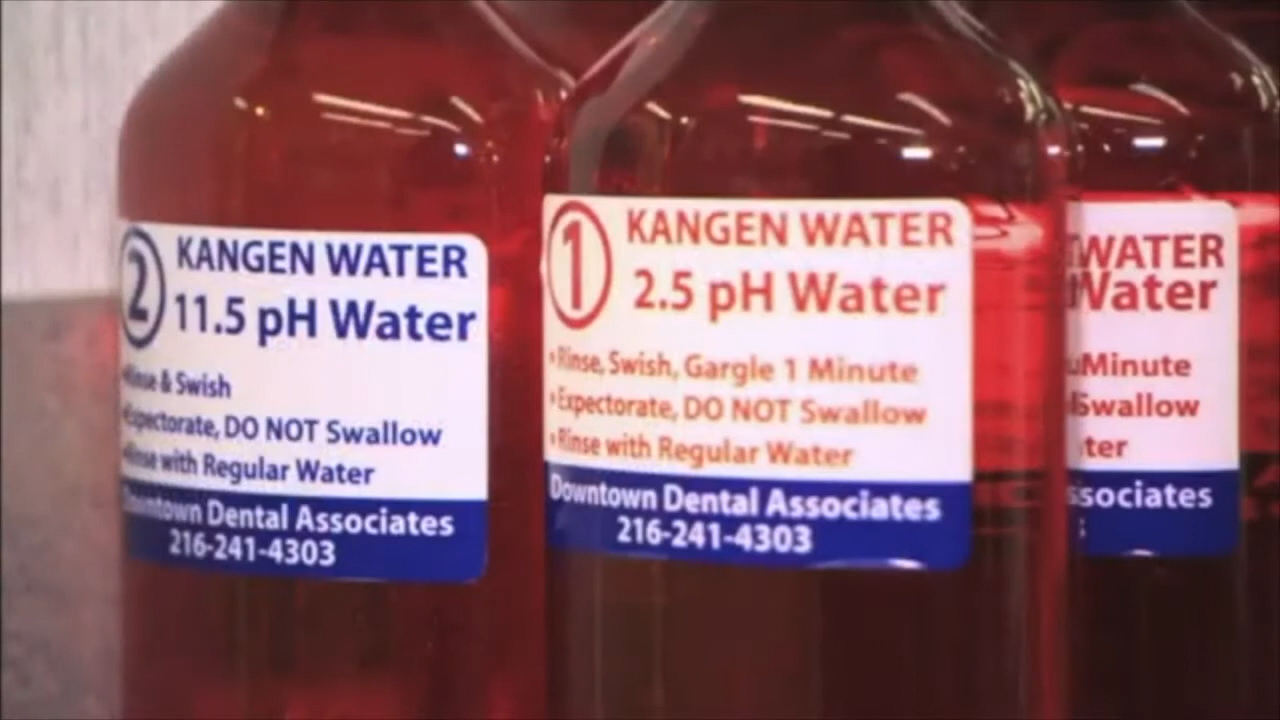 2
KANGEN WATER
11.5 pH Water
Rinse & Swish
Expectorate, DO NOT Swallow
Rinse with Regular Water
Downtown Dental Associates
216-241-4303
1
KANGEN WATER
2.5 pH Water
• Rinse, Swish, Gargle 1 Minute
• Expectorate, DO NOT Swallow
• Rinse with Regular Water
Downtown Dental Associates
216-241-4303
WATER
Water
Minute
Swallow
ter
ssociates